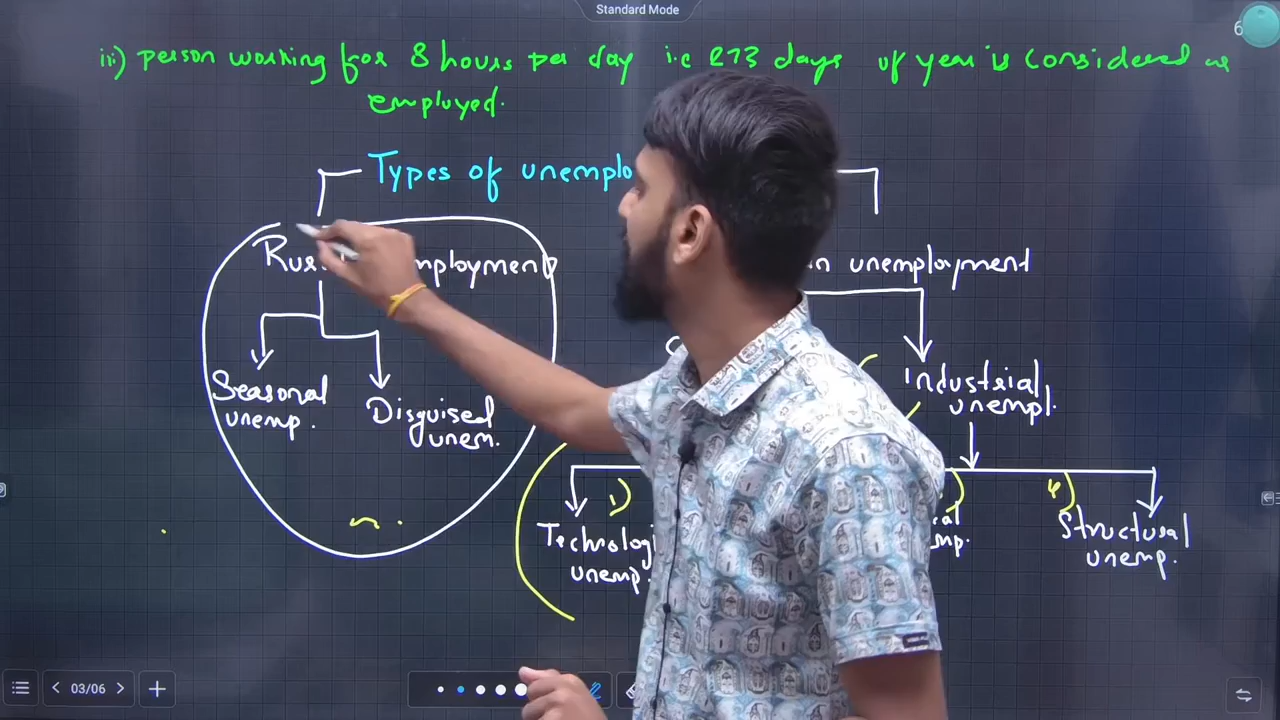 Standard Mode
6
iii) person working for 8 hours per day i.e 273 days of year is considered as
employed.
Types of unemplo
unemployment
Seasonal
unemp.
Disguised
unem.
Industrial
unempl.
1)
4)
Technologi
unemp.
Structural
unemp.
03/06